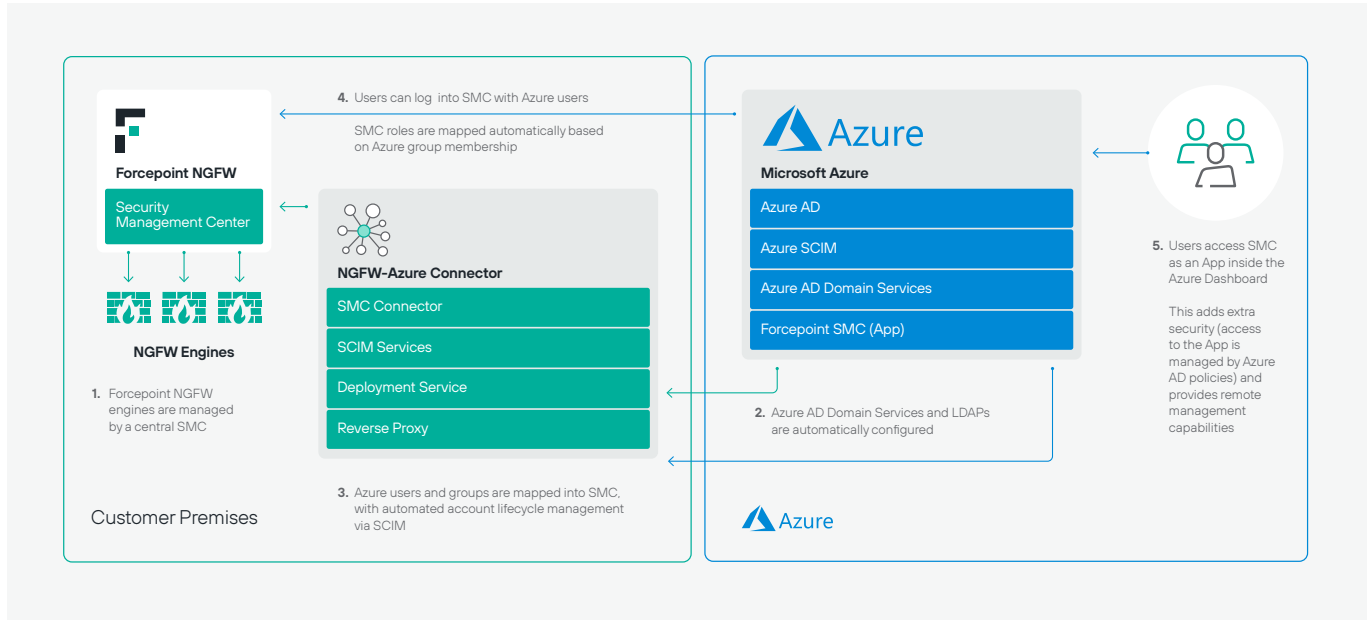 4. Users can log into SMC with Azure users
SMC roles are mapped automatically based
on Azure group membership
Forcepoint NGFW
Security
Management Center
NGFW Engines
1. Forcepoint NGFW
engines are managed
by a central SMC
NGFW-Azure Connector
SMC Connector
SCIM Services
Deployment Service
Reverse Proxy
3. Azure users and groups are mapped into SMC,
with automated account lifecycle management
via SCIM
Customer Premises
Azure
Microsoft Azure
Azure AD
Azure SCIM
Azure AD Domain Services
Forcepoint SMC (App)
2. Azure AD Domain Services and LDAPs
are automatically configured
5. Users access SMC
as an App inside the
Azure Dashboard
This adds extra
security (access
to the App is
managed by Azure
AD policies) and
provides remote
management
capabilities
Azure